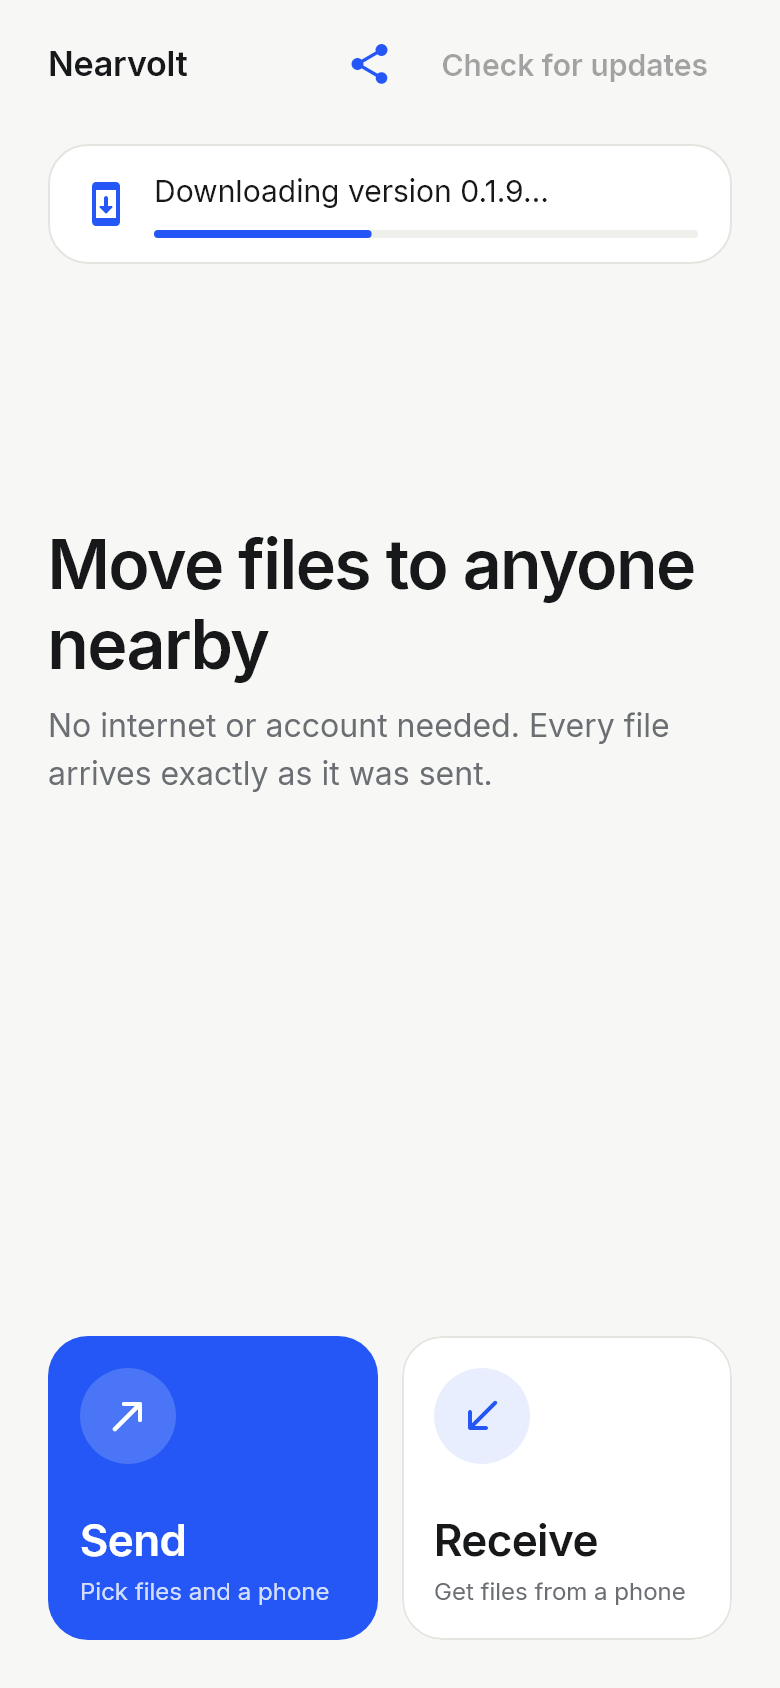 Nearvolt
Check for updates
Downloading version 0.1.9...
Move files to anyone
nearby
No internet or account needed. Every file
arrives exactly as it was sent.
Send
Pick files and a phone
Receive
Get files from a phone